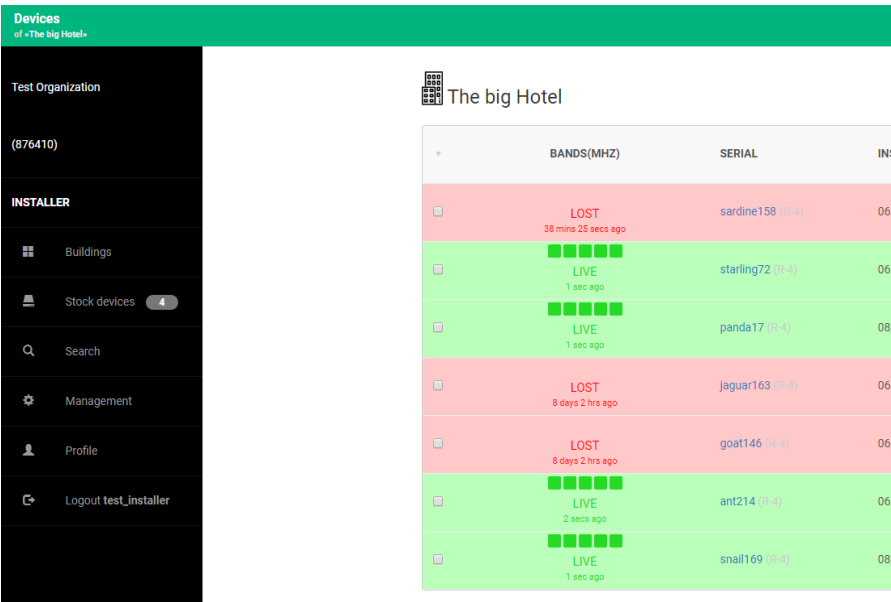 Devices
of «The big Hotel»
Test Organization
(876410)
INSTALLER
Buildings
Stock devices 4
Search
Management
Profile
Logout test_installer
The big Hotel
BANDS(MHZ) SERIAL INS
LOST
38 mins 25 secs ago
sardine158 (R-4) 06
LIVE
1 sec ago
starling72 (R-4) 06
LIVE
1 sec ago
panda17 (R-4) 08
LOST
8 days 2 hrs ago
jaguar163 (R-4) 06
LOST
8 days 2 hrs ago
goat146 (R-4) 06
LIVE
2 secs ago
ant214 (R-4) 06
LIVE
1 sec ago
snail169 (R-4) 08